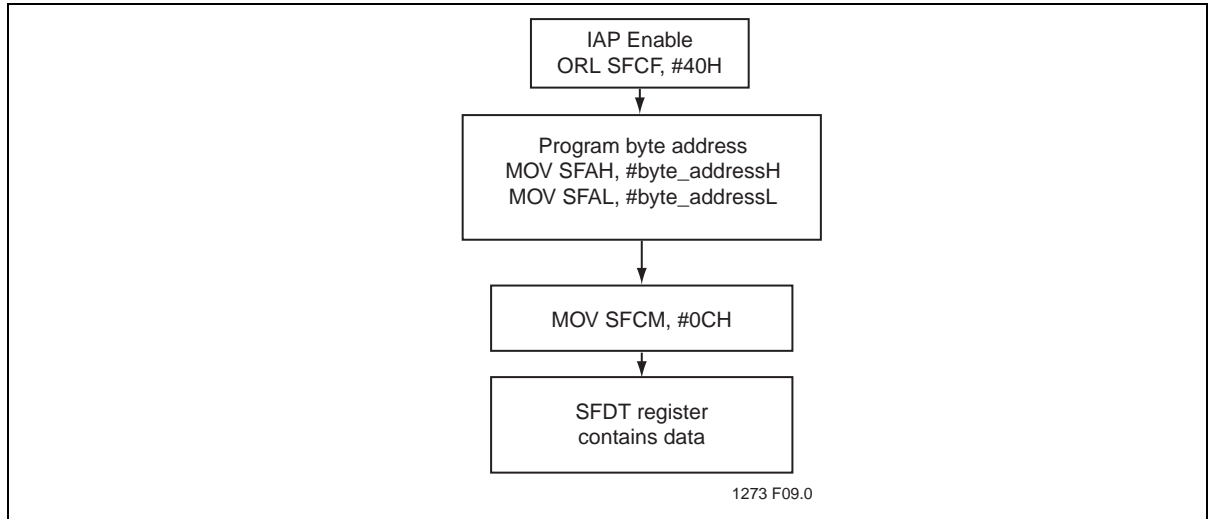 IAP Enable
ORL SFCF, #40H
Program byte address
MOV SFAH, #byte_addressH
MOV SFAL, #byte_addressL
MOV SFCM, #0CH
SFDT register
contains data
1273 F09.0